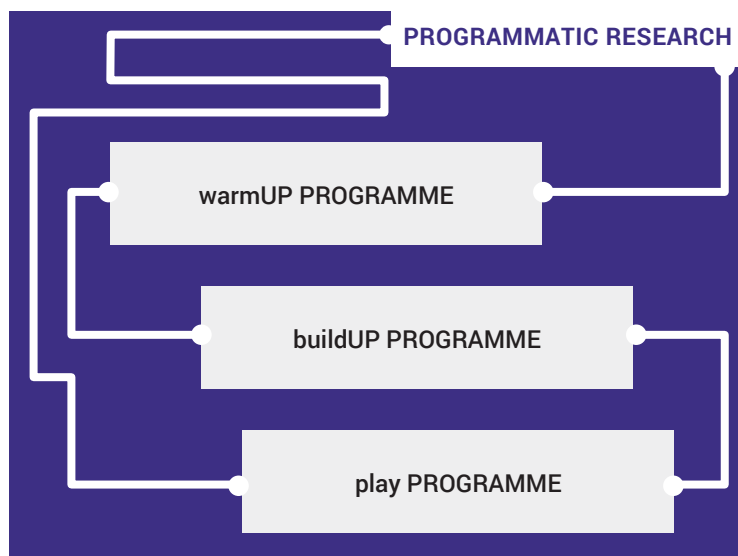 PROGRAMMATIC RESEARCH
warmUP PROGRAMME
buildUP PROGRAMME
play PROGRAMME